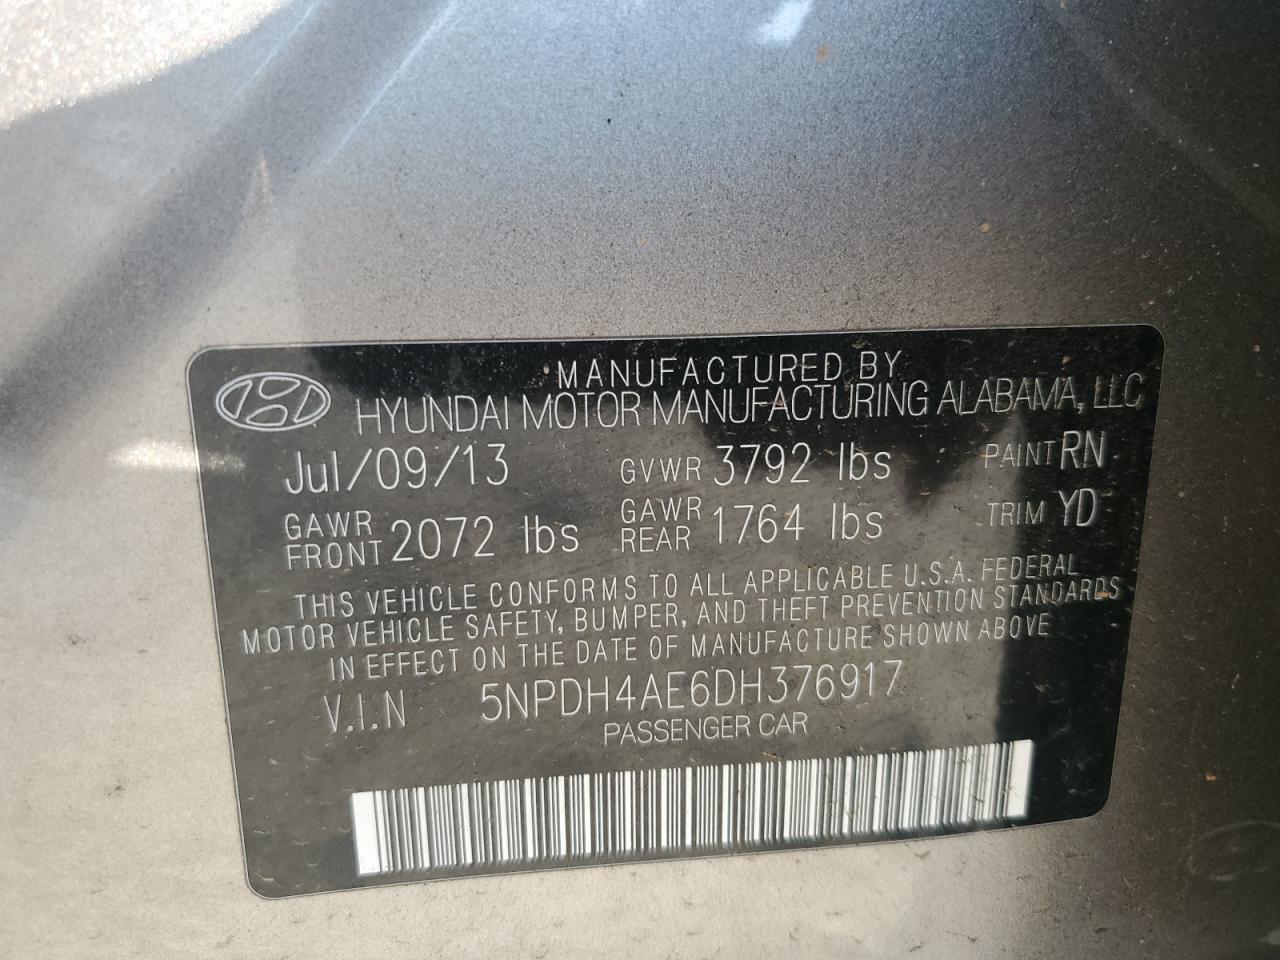 MANUFACTURED BY
HYUNDAI MOTOR MANUFACTURING ALABAMA, LLC
Jul/09/13 GVWR 3792 lbs PAINT RN
GAWR FRONT 2072 lbs GAWR REAR 1764 lbs TRIM YD
THIS VEHICLE CONFORMS TO ALL APPLICABLE U.S.A. FEDERAL
MOTOR VEHICLE SAFETY, BUMPER, AND THEFT PREVENTION STANDARDS
IN EFFECT ON THE DATE OF MANUFACTURE SHOWN ABOVE
V.I.N 5NPDH4AE6DH376917
PASSENGER CAR